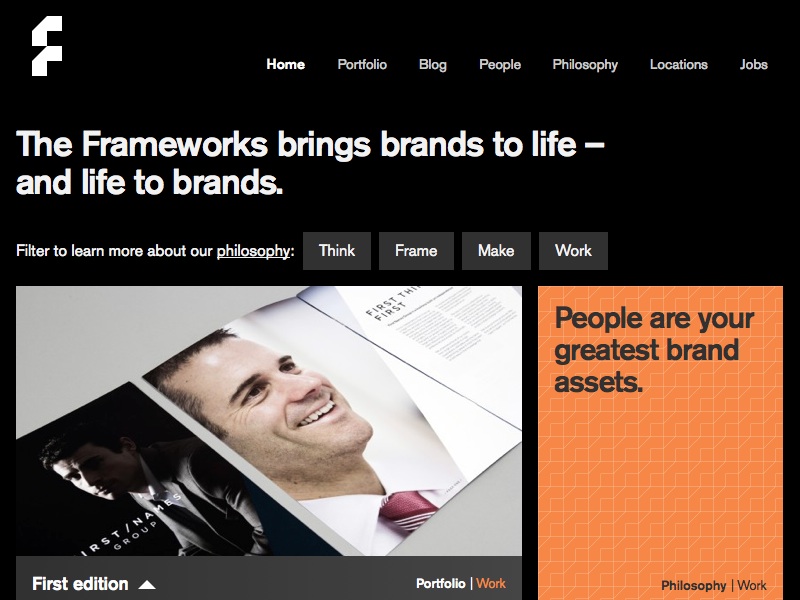 Home Portfolio Blog People Philosophy Locations Jobs
The Frameworks brings brands to life –
and life to brands.
Filter to learn more about our philosophy: Think Frame Make Work
FIRST
FIRST/NAMES
GROUP
People are your
greatest brand
assets.
First edition
Portfolio | Work
Philosophy | Work